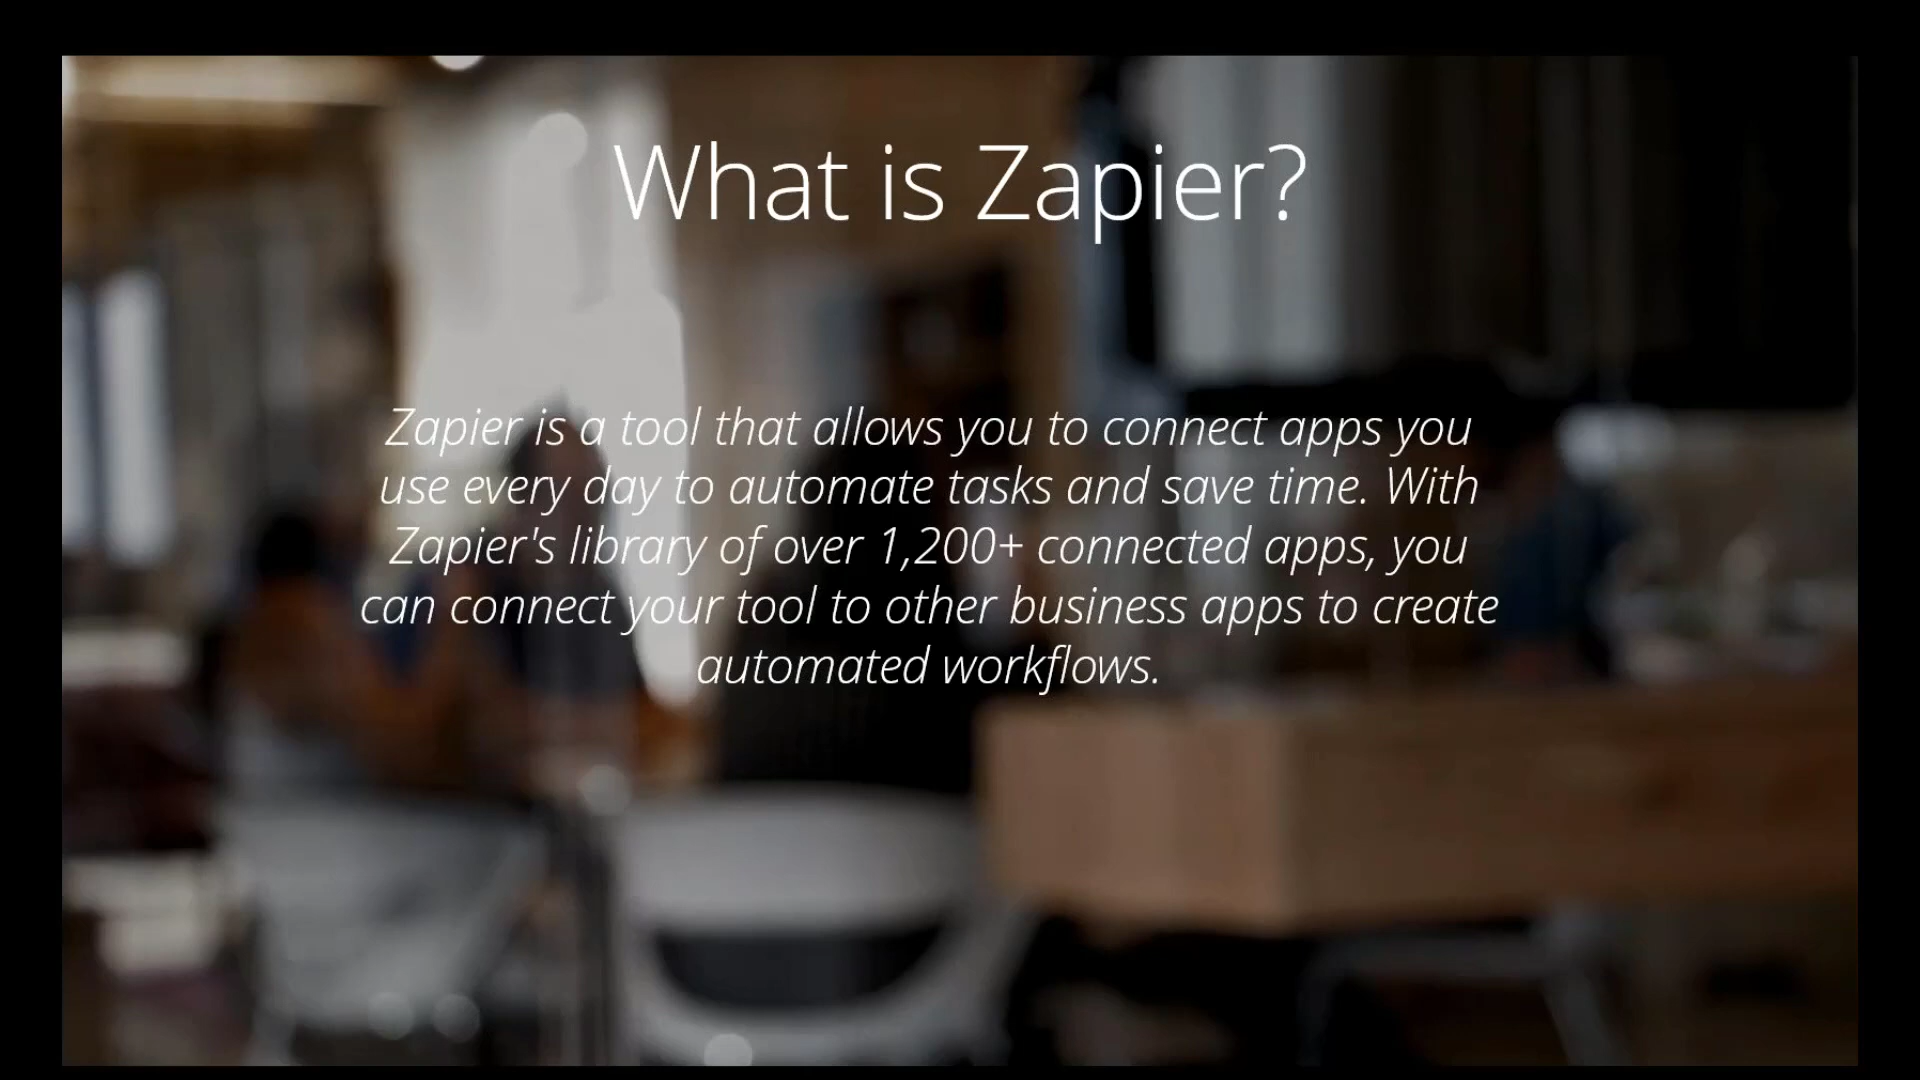 What is Zapier?
Zapier is a tool that allows you to connect apps you
use every day to automate tasks and save time. With
Zapier's library of over 1,200+ connected apps, you
can connect your tool to other business apps to create
automated workflows.